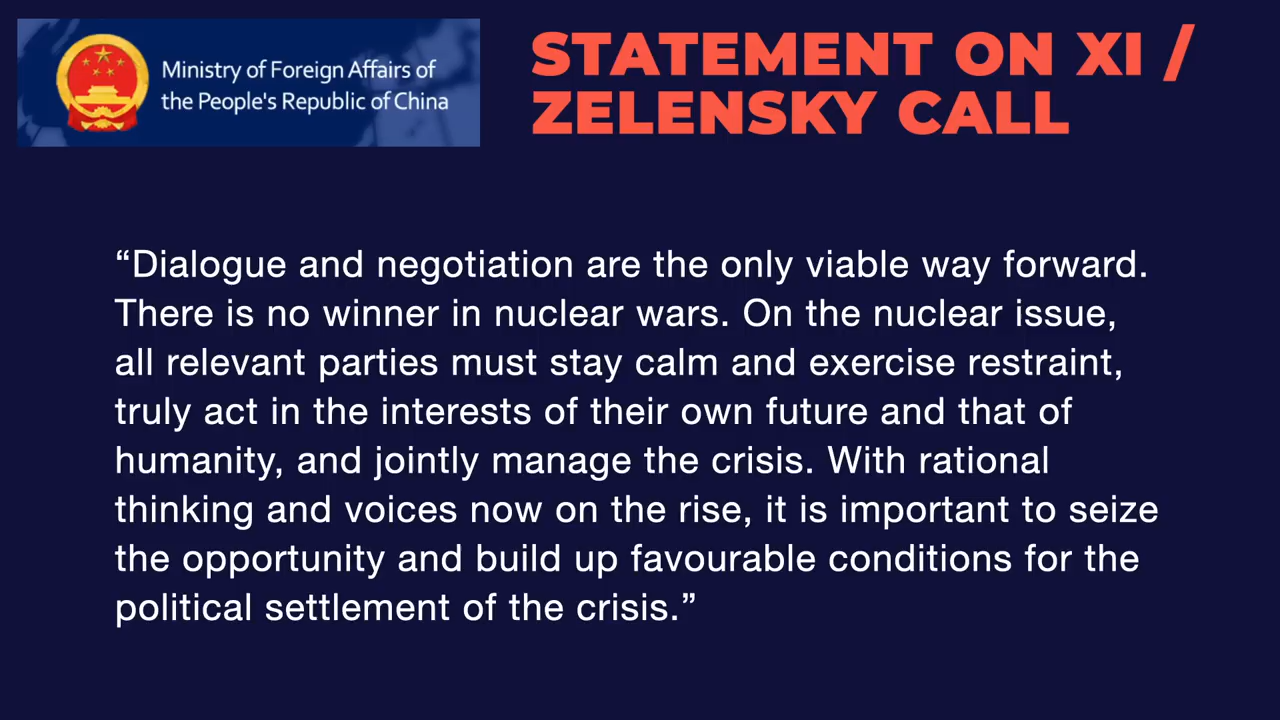 Ministry of Foreign Affairs of
the People's Republic of China
STATEMENT ON XI /
ZELENSKY CALL
“Dialogue and negotiation are the only viable way forward.
There is no winner in nuclear wars. On the nuclear issue,
all relevant parties must stay calm and exercise restraint,
truly act in the interests of their own future and that of
humanity, and jointly manage the crisis. With rational
thinking and voices now on the rise, it is important to seize
the opportunity and build up favourable conditions for the
political settlement of the crisis.”